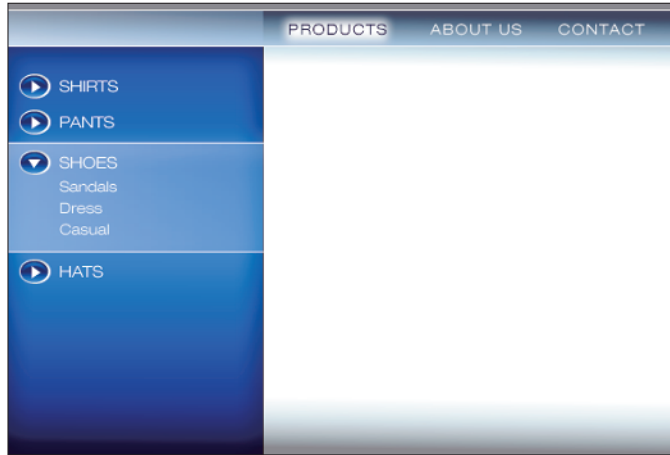 PRODUCTS ABOUT US CONTACT
SHIRTS
PANTS
SHOES
Sandals
Dress
Casual
HATS